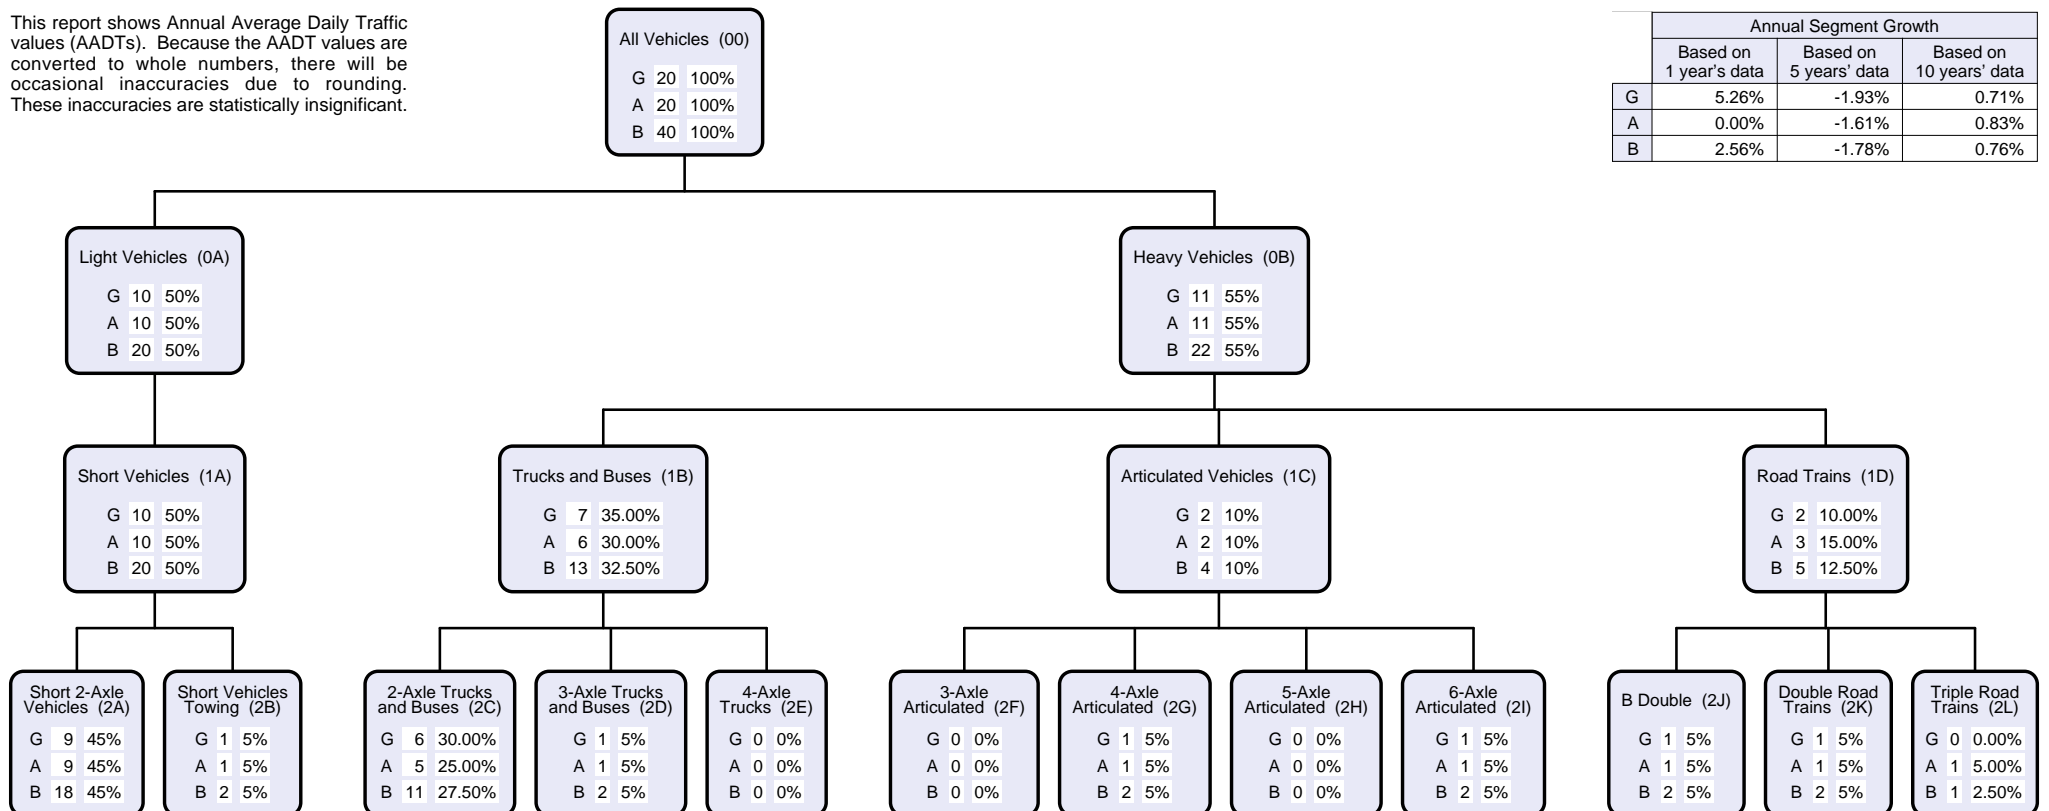 This report shows Annual Average Daily Traffic
values (AADTs). Because the AADT values are
converted to whole numbers, there will be
occasional inaccuracies due to rounding.
These inaccuracies are statistically insignificant.
All Vehicles (00)
G 20 100%
A 20 100%
B 40 100%
Annual Segment Growth
Based on 1 year’s data
Based on 5 years’ data
Based on 10 years’ data
G 5.26% -1.93% 0.71%
A 0.00% -1.61% 0.83%
B 2.56% -1.78% 0.76%
Light Vehicles (0A)
G 10 50%
A 10 50%
B 20 50%
Heavy Vehicles (0B)
G 11 55%
A 11 55%
B 22 55%
Short Vehicles (1A)
G 10 50%
A 10 50%
B 20 50%
Trucks and Buses (1B)
G 7 35.00%
A 6 30.00%
B 13 32.50%
Articulated Vehicles (1C)
G 2 10%
A 2 10%
B 4 10%
Road Trains (1D)
G 2 10.00%
A 3 15.00%
B 5 12.50%
Short 2-Axle
Vehicles (2A)
G 9 45%
A 9 45%
B 18 45%
Short Vehicles
Towing (2B)
G 1 5%
A 1 5%
B 2 5%
2-Axle Trucks
and Buses (2C)
G 6 30.00%
A 5 25.00%
B 11 27.50%
3-Axle Trucks
and Buses (2D)
G 1 5%
A 1 5%
B 2 5%
4-Axle
Trucks (2E)
G 0 0%
A 0 0%
B 0 0%
3-Axle
Articulated (2F)
G 0 0%
A 0 0%
B 0 0%
4-Axle
Articulated (2G)
G 1 5%
A 1 5%
B 2 5%
5-Axle
Articulated (2H)
G 0 0%
A 0 0%
B 0 0%
6-Axle
Articulated (2I)
G 1 5%
A 1 5%
B 2 5%
B Double (2J)
G 1 5%
A 1 5%
B 2 5%
Double Road
Trains (2K)
G 1 5%
A 1 5%
B 2 5%
Triple Road
Trains (2L)
G 0 0.00%
A 1 5.00%
B 1 2.50%